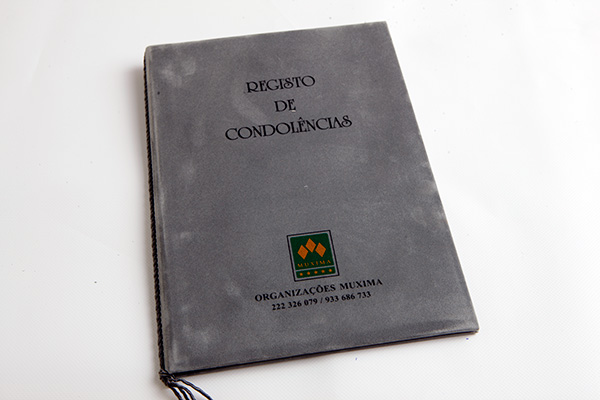 REGISTO
DE
CONDOLÊNCIAS
MUXIMA
ORGANIZAÇÕES MUXIMA
222 326 079 / 933 686 733